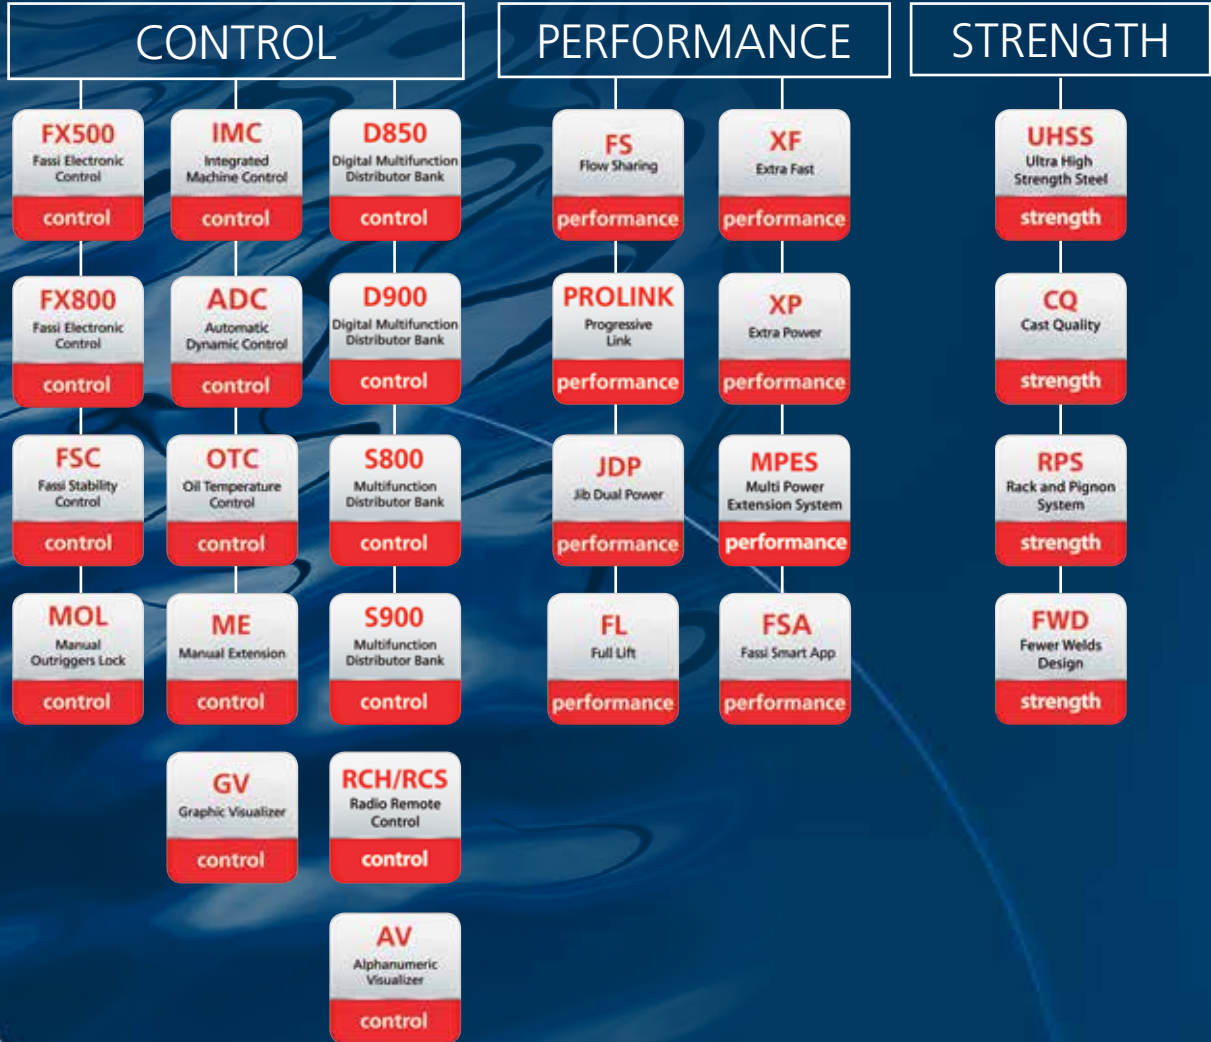 CONTROL
FX500
Fassi Electronic
Control
control
IMC
Integrated
Machine Control
control
D850
Digital Multifunction
Distributor Bank
control
FX800
Fassi Electronic
Control
control
ADC
Automatic
Dynamic Control
control
D900
Digital Multifunction
Distributor Bank
control
FSC
Fassi Stability
Control
control
OTC
Oil Temperature
Control
control
S800
Multifunction
Distributor Bank
control
MOL
Manual
Outriggers Lock
control
ME
Manual Extension
control
S900
Multifunction
Distributor Bank
control
GV
Graphic Visualizer
control
RCH/RCS
Radio Remote
Control
control
AV
Alphanumeric
Visualizer
control
PERFORMANCE
FS
Flow Sharing
performance
XF
Extra Fast
performance
PROLINK
Progressive
Link
performance
XP
Extra Power
performance
JDP
Jib Dual Power
performance
MPES
Multi Power
Extension System
performance
FL
Full Lift
performance
FSA
Fassi Smart App
performance
STRENGTH
UHSS
Ultra High
Strength Steel
strength
CQ
Cast Quality
strength
RPS
Rack and Pignon
System
strength
FWD
Fewer Welds
Design
strength